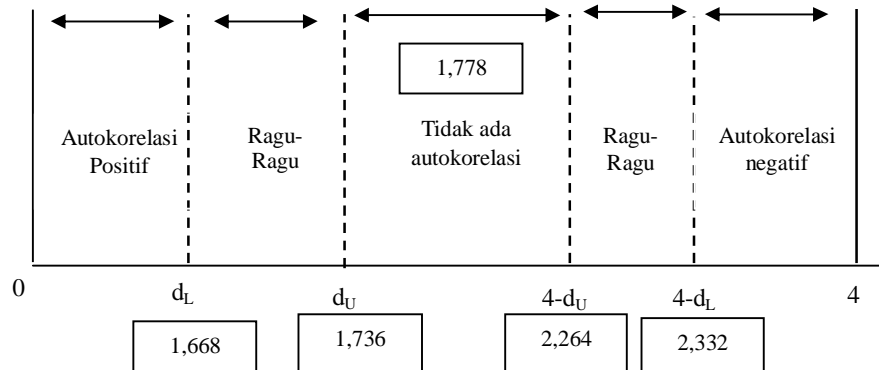 1,778
Autokorelasi
Positif
Ragu-
Ragu
Tidak ada
autokorelasi
Ragu-
Ragu
Autokorelasi
negatif
0
dL
dU
4-dU
4-dL
4
1,668
1,736
2,264
2,332